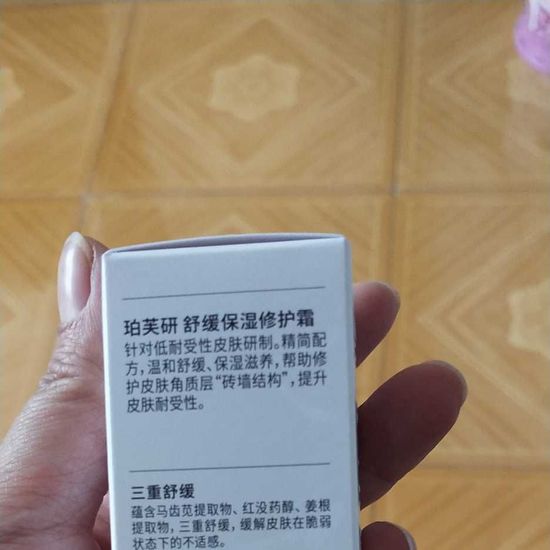 珀芙研 舒缓保湿修护霜
针对低耐受性皮肤研制。精简配
方，温和舒缓、保湿滋养，帮助修
护皮肤角质层“砖墙结构”，提升
皮肤耐受性。
三重舒缓
蕴含马齿苋提取物、红没药醇、姜根
提取物，三重舒缓，缓解皮肤在脆弱
状态下的不适感。